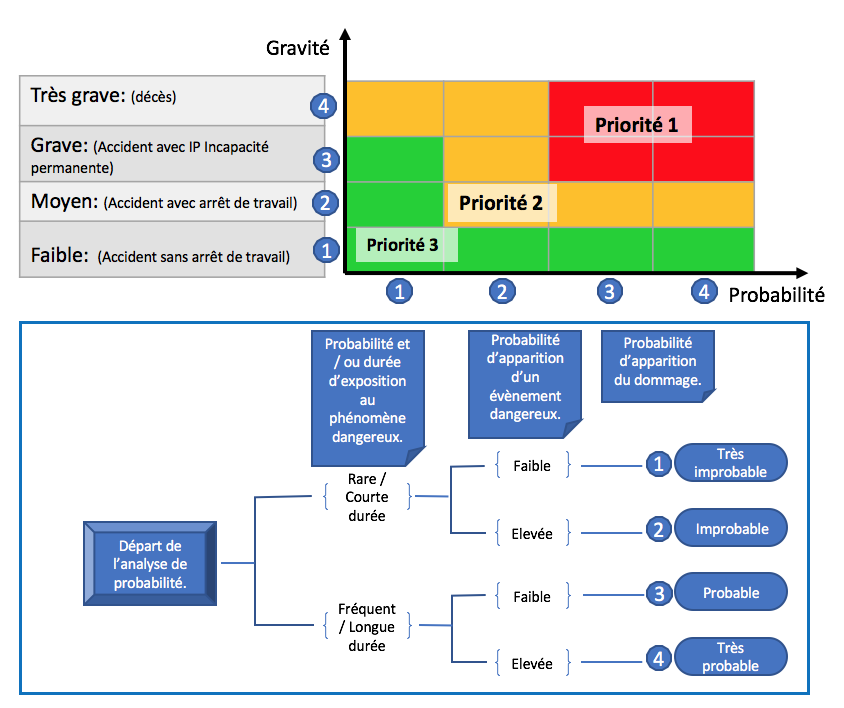 Gravité
Très grave: (décès)
4
Priorité 1
Grave: (Accident avec IP Incapacité
permanente)
3
Moyen: (Accident avec arrêt de travail)
2
Priorité 2
Faible: (Accident sans arrêt de travail)
1
Priorité 3
1
2
3
4
Probabilité
Probabilité et
/ ou durée
d'exposition
au
phénomène
dangereux.
Probabilité
d'apparition
d'un
évènement
dangereux.
Probabilité
d'apparition
du dommage.
Départ de
l'analyse de
probabilité.
Rare /
Courte
durée
Faible
1
Très
improbable
Elevée
2
Improbable
Fréquent
/ Longue
durée
Faible
3
Probable
Elevée
4
Très
probable